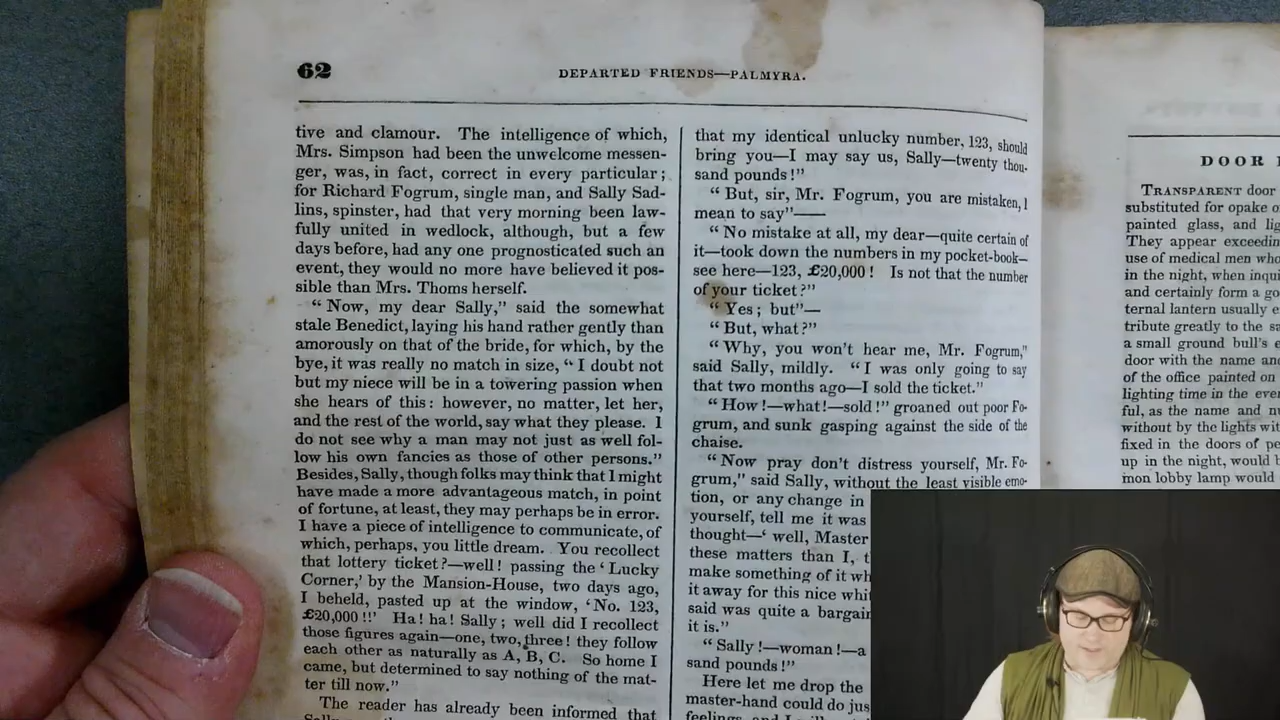 62
DEPARTED FRIENDS—PALMYRA.
tive and clamour. The intelligence of which,
Mrs. Simpson had been the unwelcome messen-
ger, was, in fact, correct in every particular;
for Richard Fogrum, single man, and Sally Sad-
lins, spinster, had that very morning been law-
fully united in wedlock, although, but a few
days before, had any one prognosticated such an
event, they would no more have believed it pos-
sible than Mrs. Thoms herself.
“Now, my dear Sally,” said the somewhat
stale Benedict, laying his hand rather gently than
amorously on that of the bride, for which, by the
bye, it was really no match in size, “I doubt not
but my niece will be in a towering passion when
she hears of this: however, no matter, let her,
and the rest of the world, say what they please. I
do not see why a man may not just as well fol-
low his own fancies as those of other persons.”
Besides, Sally, though folks may think that I might
have made a more advantageous match, in point
of fortune, at least, they may perhaps be in error.
I have a piece of intelligence to communicate, of
which, perhaps, you little dream. You recollect
that lottery ticket?—well! passing the ‘Lucky
Corner,’ by the Mansion-House, two days ago,
I beheld, pasted up at the window, ‘No. 123,
£20,000!!’ Ha! ha! Sally; well did I recollect
those figures again—one, two, three! they follow
each other as naturally as A, B, C. So home I
came, but determined to say nothing of the mat-
ter till now.”
The reader has already been informed that
that my identical unlucky number, 123, should
bring you—I may say us, Sally—twenty thou-
sand pounds!”
“But, sir, Mr. Fogrum, you are mistaken, I
mean to say”——
“No mistake at all, my dear—quite certain of
it—took down the numbers in my pocket-book—
see here—123, £20,000! Is not that the number
of your ticket?”
“Yes; but”—
“But, what?”
“Why, you won't hear me, Mr. Fogrum,”
said Sally, mildly. “I was only going to say
that two months ago—I sold the ticket.”
“How!—what!—sold!” groaned out poor Fo-
grum, and sunk gasping against the side of the
chaise.
“Now pray don't distress yourself, Mr. Fo-
grum,” said Sally, without the least visible emo-
tion, or any change in
yourself, tell me it was
thought—‘well, Master
these matters than I, t
make something of it wh
it away for this nice whi
said was quite a bargain
it is.”
“Sally!—woman!—a
sand pounds!”
Here let me drop the
master-hand could do jus
feelings, and I
DOOR
TRANSPARENT door
substituted for opake o
painted glass, and lig
They appear exceedin
use of medical men who
in the night, when inqui
and certainly form a go
ternal lantern usually e
tribute greatly to the sa
a small ground bull's e
door with the name and
of the office painted on
lighting time in the eve
ful, as the name and n
without by the lights wit
fixed in the doors of pe
up in the night, would b
mon lobby lamp would